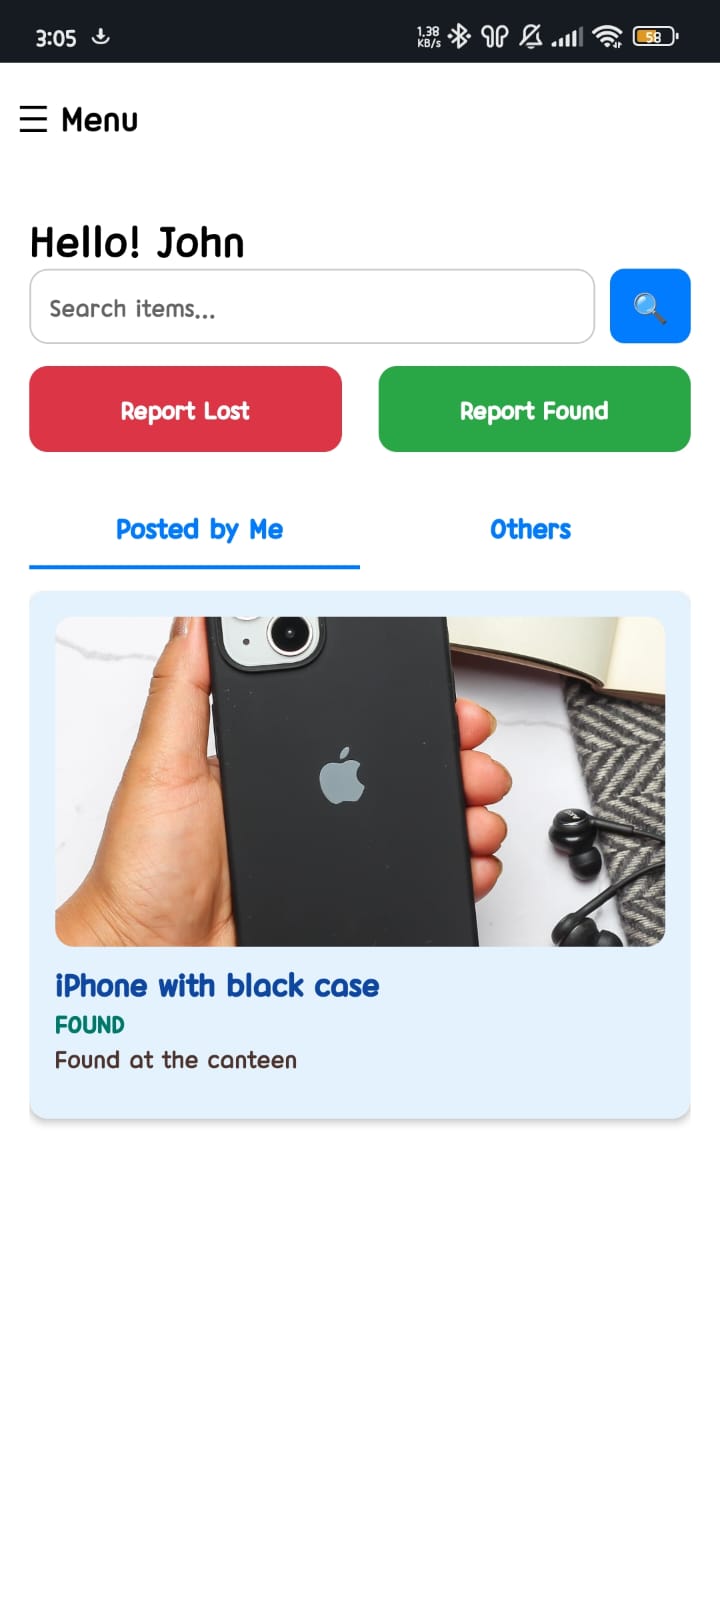 3:05 1.38 KB/s 58
☰ Menu
Hello! John
Search items...
Report Lost Report Found
Posted by Me Others
iPhone with black case
FOUND
Found at the canteen